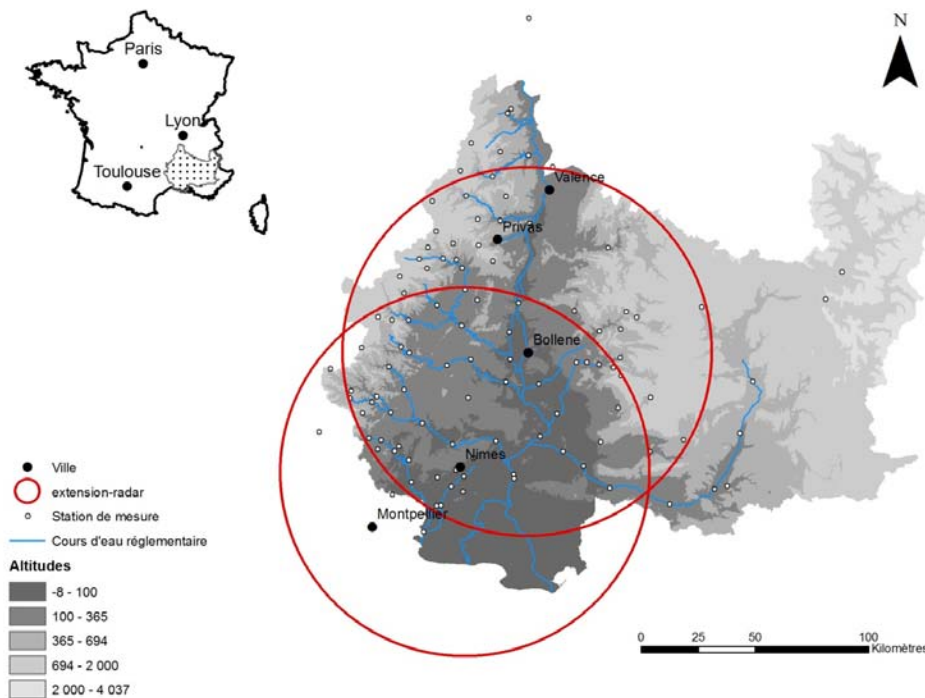 Paris
Lyon
Toulouse
N
Valence
Privas
Bollene
Nimes
Montpellier
Ville
extension-radar
Station de mesure
Cours d'eau réglementaire
Altitudes
-8 - 100
100 - 365
365 - 694
694 - 2 000
2 000 - 4 037
0 25 50 100
Kilomètres